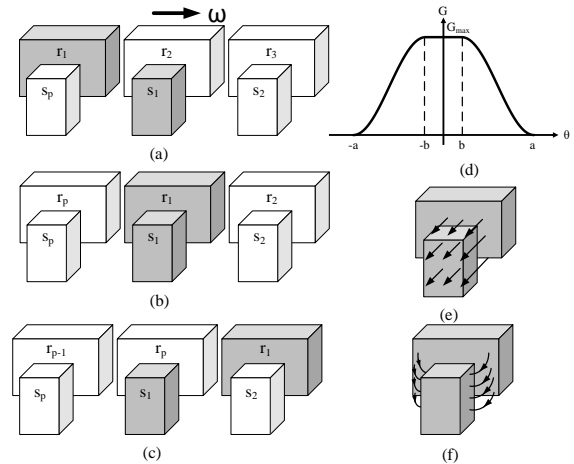 ω
r₁ r₂ r₃
sₚ s₁ s₂
(a)
G
Gₘₐₓ
-a -b b a θ
(d)
rₚ r₁ r₂
sₚ s₁ s₂
(b)
(e)
rₚ₋₁ rₚ r₁
sₚ s₁ s₂
(c)
(f)